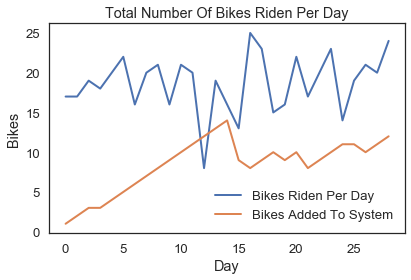 Total Number Of Bikes Riden Per Day
Bikes
25
20
15
10
5
0
Bikes Riden Per Day
Bikes Added To System
0 5 10 15 20 25
Day